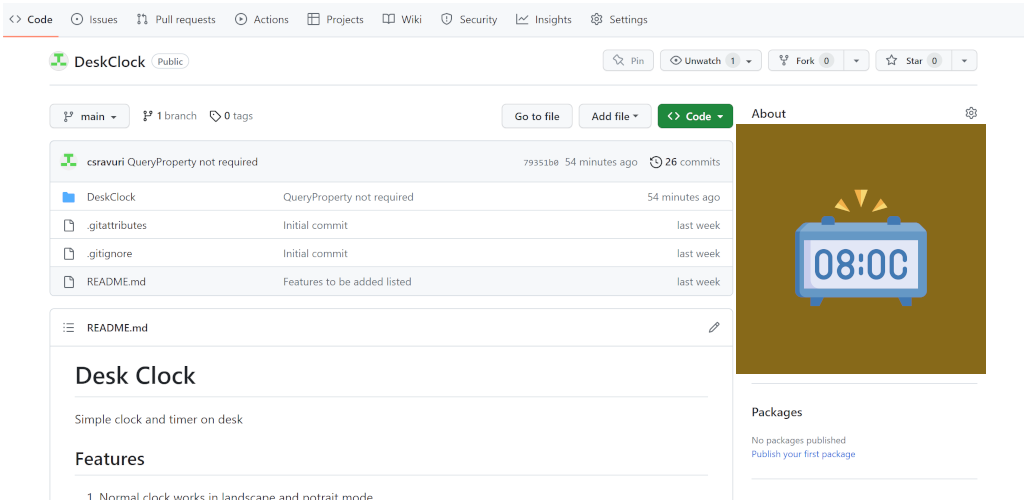 Code Issues Pull requests Actions Projects Wiki Security Insights Settings
DeskClock Public Pin Unwatch 1 Fork 0 Star 0
main 1 branch 0 tags Go to file Add file Code About
csravuri QueryProperty not required 79351b0 54 minutes ago 26 commits
DeskClock QueryProperty not required 54 minutes ago
.gitattributes Initial commit last week
.gitignore Initial commit last week
README.md Features to be added listed last week
08:0C
README.md
Desk Clock
Simple clock and timer on desk
Features
1. Normal clock works in landscape and potrait mode
Packages
No packages published
Publish your first package